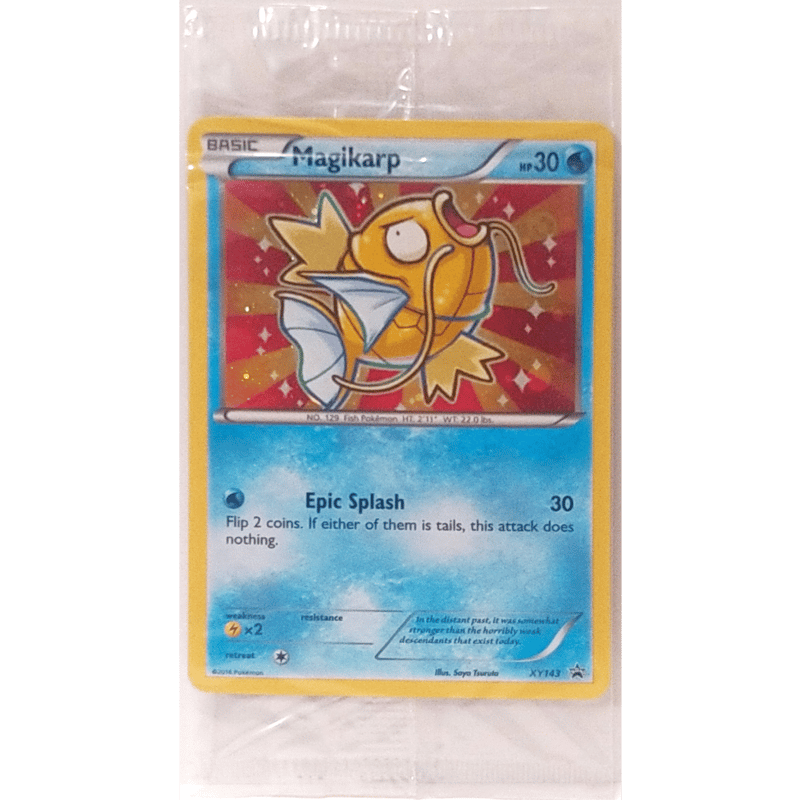 BASIC Magikarp HP30
NO. 129 Fish Pokémon HT: 2'11" WT: 22.0 lbs.
Epic Splash 30
Flip 2 coins. If either of them is tails, this attack does
nothing.
weakness resistance
×2
In the distant past, it was somewhat
stronger than the horribly weak
descendants that exist today.
retreat
©2016 Pokémon Illus. Sayo Tsuruta XY143